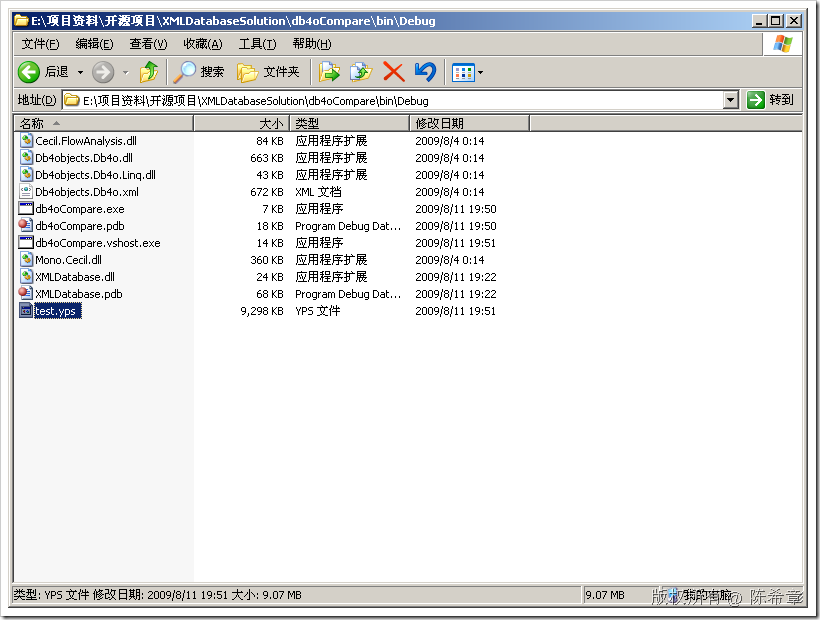 E:\项目资料\开源项目\XMLDatabaseSolution\db4oCompare\bin\Debug
文件(F) 编辑(E) 查看(V) 收藏(A) 工具(T) 帮助(H)
后退 搜索 文件夹
地址(D) E:\项目资料\开源项目\XMLDatabaseSolution\db4oCompare\bin\Debug 转到
名称 大小 类型 修改日期
Cecil.FlowAnalysis.dll 84 KB 应用程序扩展 2009/8/4 0:14
Db4objects.Db4o.dll 663 KB 应用程序扩展 2009/8/4 0:14
Db4objects.Db4o.Linq.dll 43 KB 应用程序扩展 2009/8/4 0:14
Db4objects.Db4o.xml 672 KB XML 文档 2009/8/4 0:14
db4oCompare.exe 7 KB 应用程序 2009/8/11 19:50
db4oCompare.pdb 18 KB Program Debug Dat... 2009/8/11 19:50
db4oCompare.vshost.exe 14 KB 应用程序 2009/8/11 19:51
Mono.Cecil.dll 360 KB 应用程序扩展 2009/8/4 0:14
XMLDatabase.dll 24 KB 应用程序扩展 2009/8/11 19:22
XMLDatabase.pdb 68 KB Program Debug Dat... 2009/8/11 19:22
test.yps 9,298 KB YPS 文件 2009/8/11 19:51
类型: YPS 文件 修改日期: 2009/8/11 19:51 大小: 9.07 MB 9.07 MB 我的电脑
版权所有 @ 陈希章